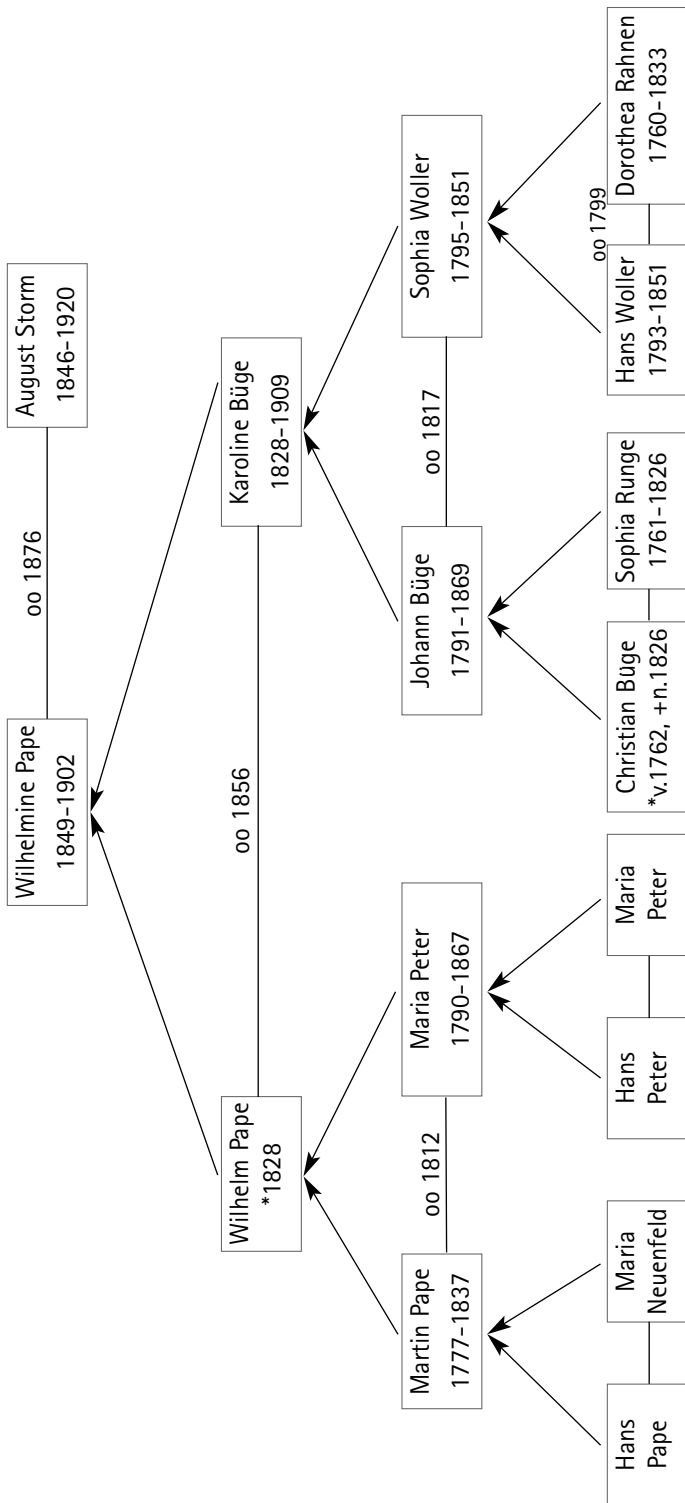 Wilhelmine Pape
1849-1902
oo 1876
August Storm
1846-1920
Wilhelm Pape
*1828
oo 1856
Karoline Büge
1828-1909
Martin Pape
1777-1837
oo 1812
Maria Peter
1790-1867
Johann Büge
1791-1869
oo 1817
Sophia Woller
1795-1851
Hans
Pape
Maria
Neuenfeld
Hans
Peter
Maria
Peter
Christian Büge
*v.1762, +n.1826
Sophia Runge
1761-1826
Hans Woller
1793-1851
oo 1799
Dorothea Rahnen
1760-1833